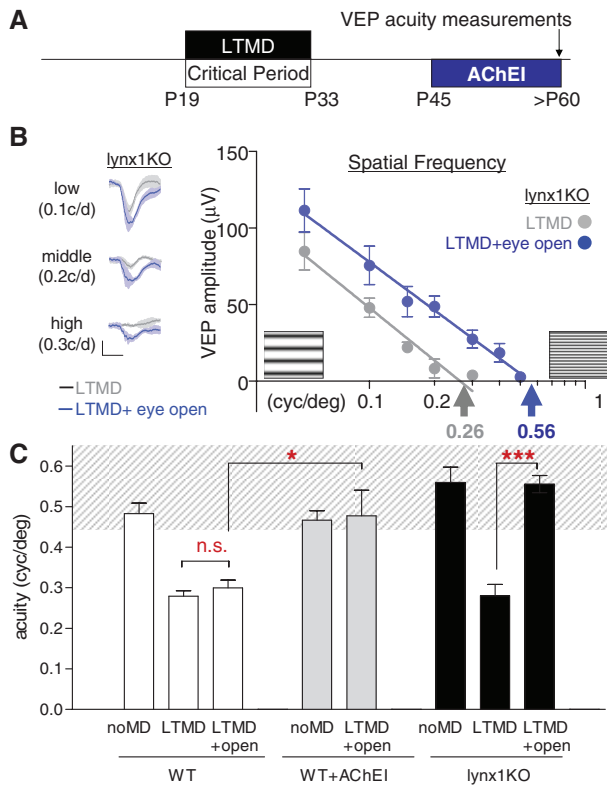 A
VEP acuity measurements
LTMD
Critical Period
AChEI
P19
P33
P45
>P60
B
lynx1KO
low
(0.1c/d)
middle
(0.2c/d)
high
(0.3c/d)
LTMD
LTMD+ eye open
Spatial Frequency
lynx1KO
LTMD
LTMD+eye open
VEP amplitude (μV)
150
100
50
0
(cyc/deg)
0.1
0.2
1
0.26
0.56
C
acuity (cyc/deg)
0.6
0.5
0.4
0.3
0.2
0.1
0.0
n.s.
*
***
noMD
LTMD
LTMD
+open
noMD
LTMD
+open
noMD
LTMD
LTMD
+open
WT
WT+AChEI
lynx1KO